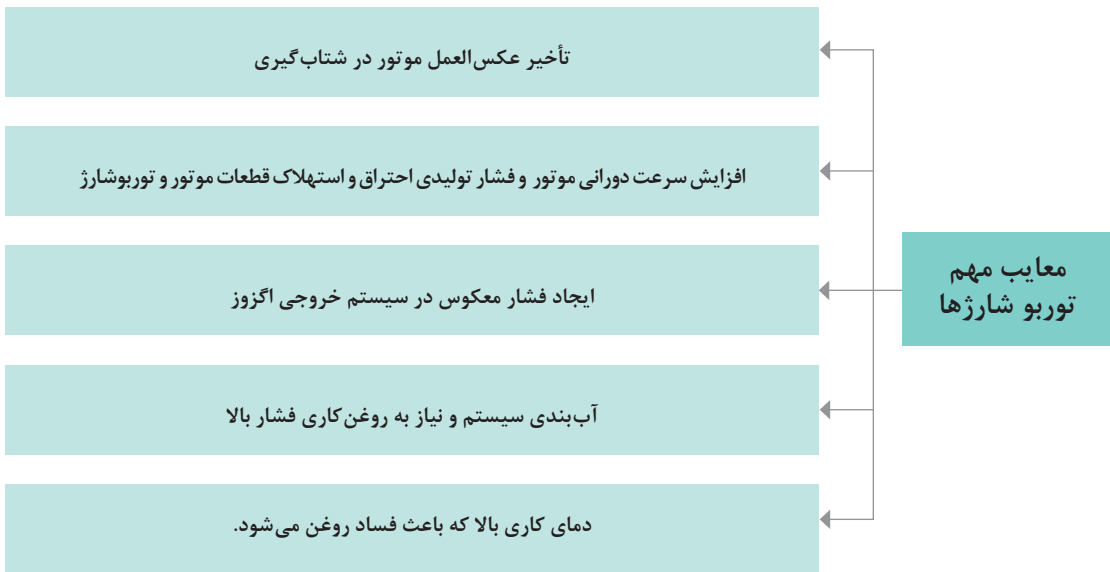 معایب مهم
توربو شارژها
تأخیر عکس‌العمل موتور در شتاب‌گیری
افزایش سرعت دورانی موتور و فشار تولیدی احتراق و استهلاک قطعات موتور و توربوشارژ
ایجاد فشار معکوس در سیستم خروجی اگزوز
آب‌بندی سیستم و نیاز به روغن‌کاری فشار بالا
دمای کاری بالا که باعث فساد روغن می‌شود.